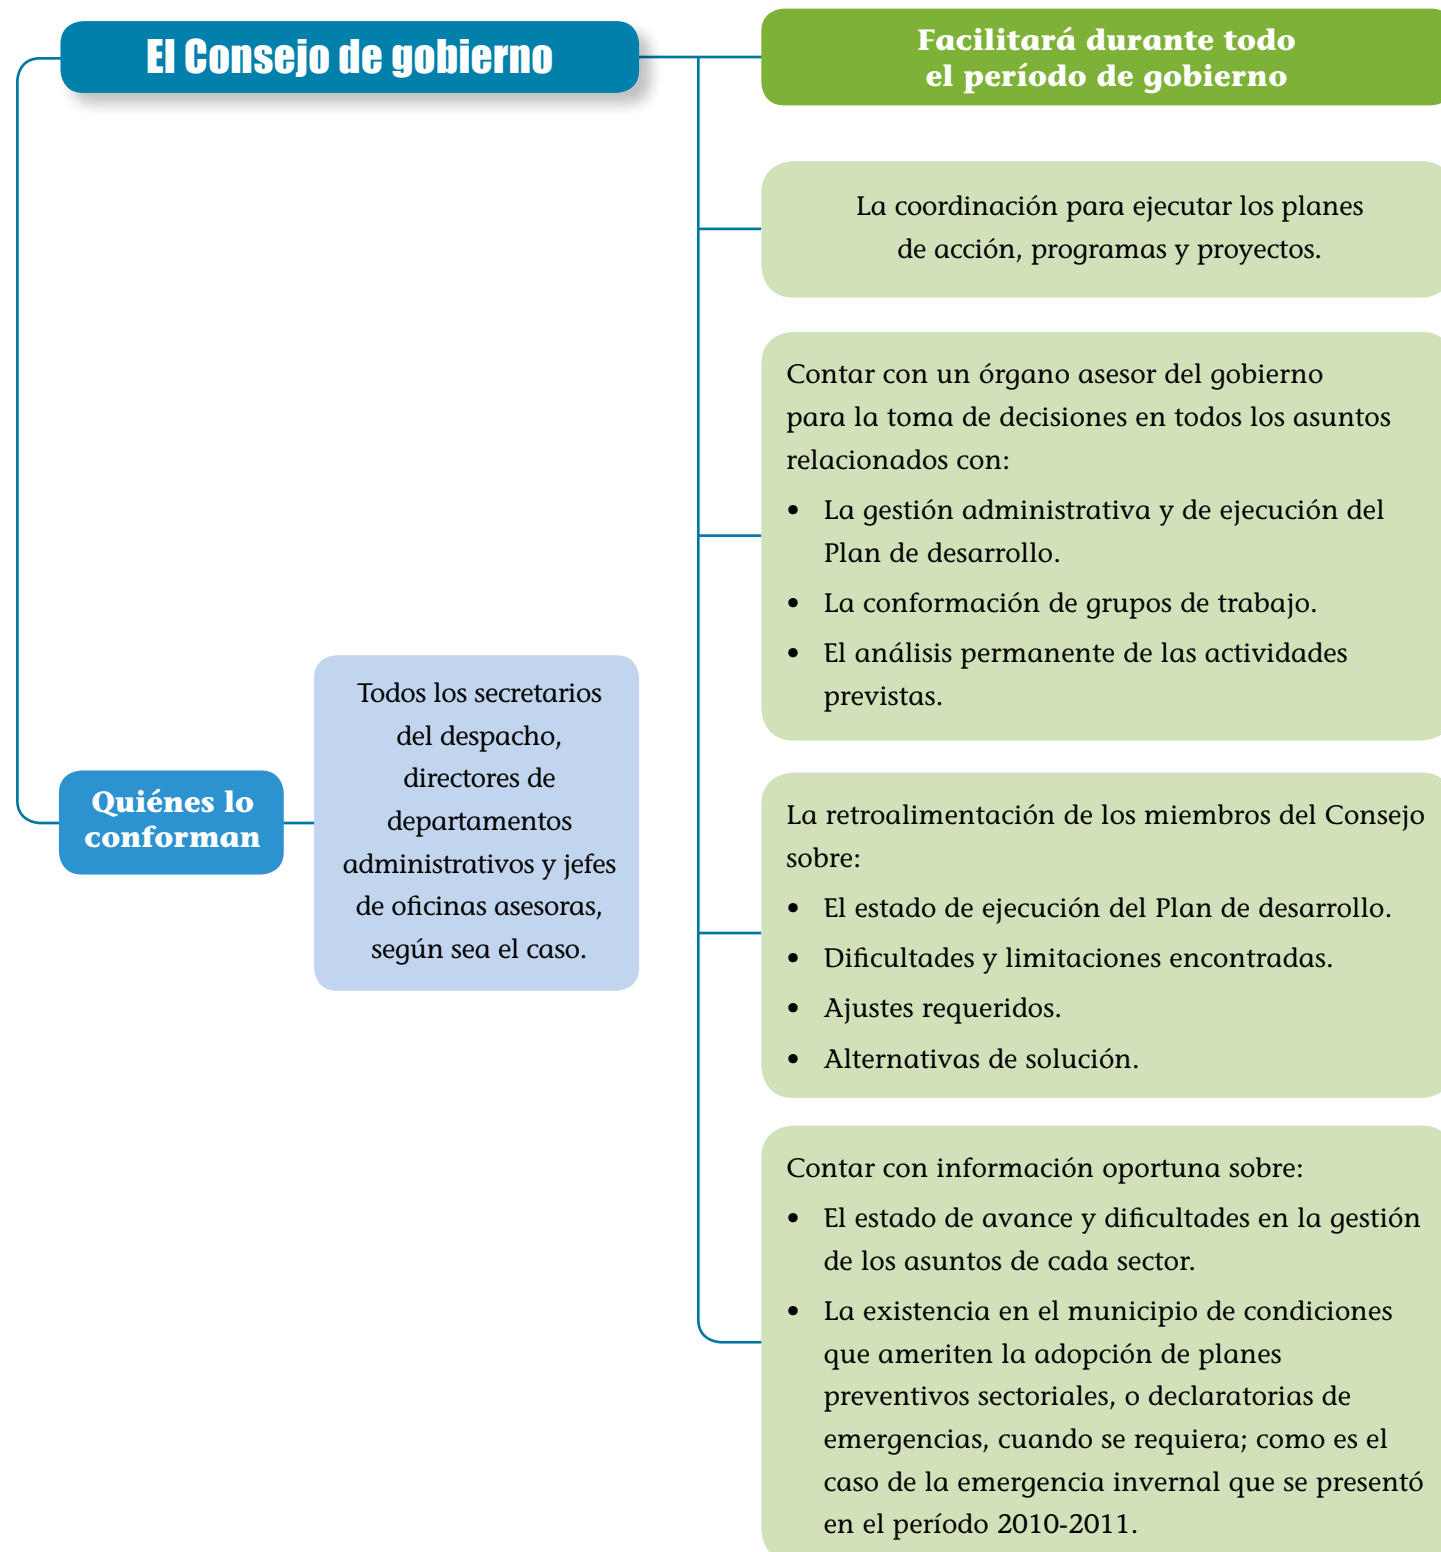 El Consejo de gobierno
Quiénes lo
conforman
Todos los secretarios
del despacho,
directores de
departamentos
administrativos y jefes
de oficinas asesoras,
según sea el caso.
Facilitará durante todo
el período de gobierno
La coordinación para ejecutar los planes
de acción, programas y proyectos.
Contar con un órgano asesor del gobierno
para la toma de decisiones en todos los asuntos
relacionados con:
• La gestión administrativa y de ejecución del
Plan de desarrollo.
• La conformación de grupos de trabajo.
• El análisis permanente de las actividades
previstas.
La retroalimentación de los miembros del Consejo
sobre:
• El estado de ejecución del Plan de desarrollo.
• Dificultades y limitaciones encontradas.
• Ajustes requeridos.
• Alternativas de solución.
Contar con información oportuna sobre:
• El estado de avance y dificultades en la gestión
de los asuntos de cada sector.
• La existencia en el municipio de condiciones
que ameriten la adopción de planes
preventivos sectoriales, o declaratorias de
emergencias, cuando se requiera; como es el
caso de la emergencia invernal que se presentó
en el período 2010-2011.